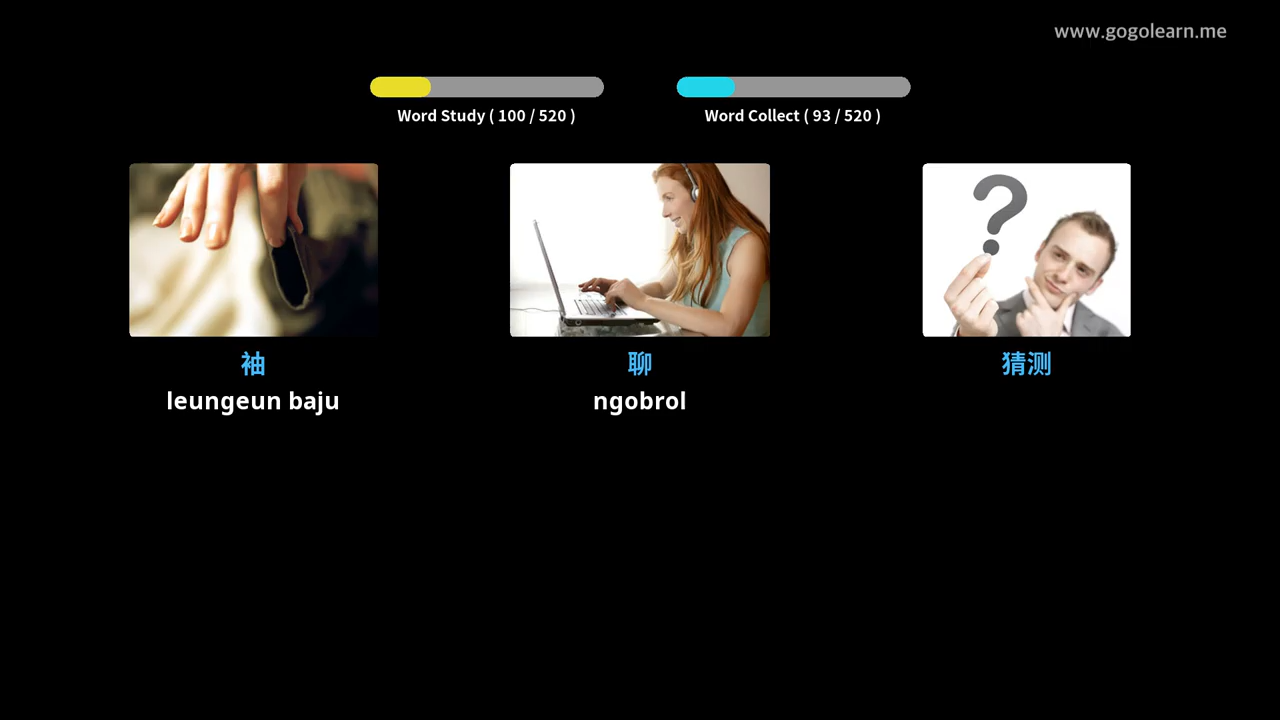 www.gogolearn.me
Word Study ( 100 / 520 )
Word Collect ( 93 / 520 )
袖
聊
猜测
leungeun baju
ngobrol